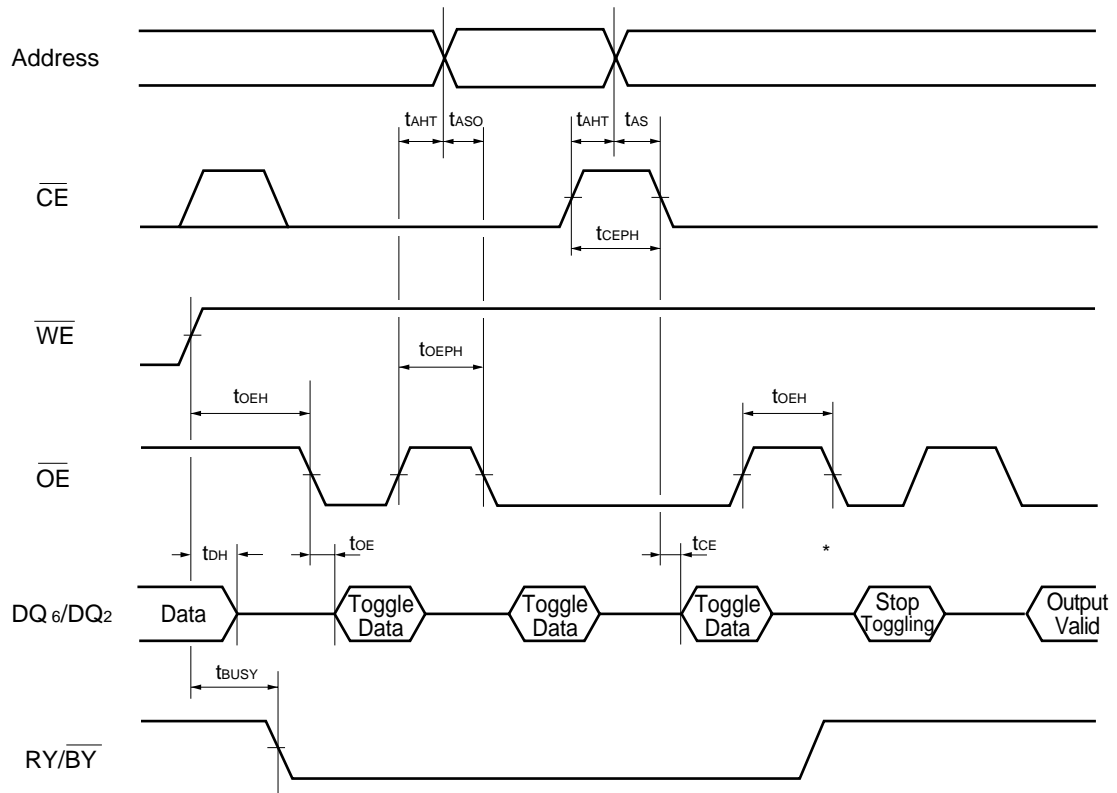 Address
tAHT tASO tAHT tAS
CE
tCEPH
WE
tOEPH
tOEH tOEH
OE
tDH tOE tCE *
DQ6/DQ2 Data Toggle Data Toggle Data Toggle Data Stop Toggling Output Valid
tBUSY
RY/BY